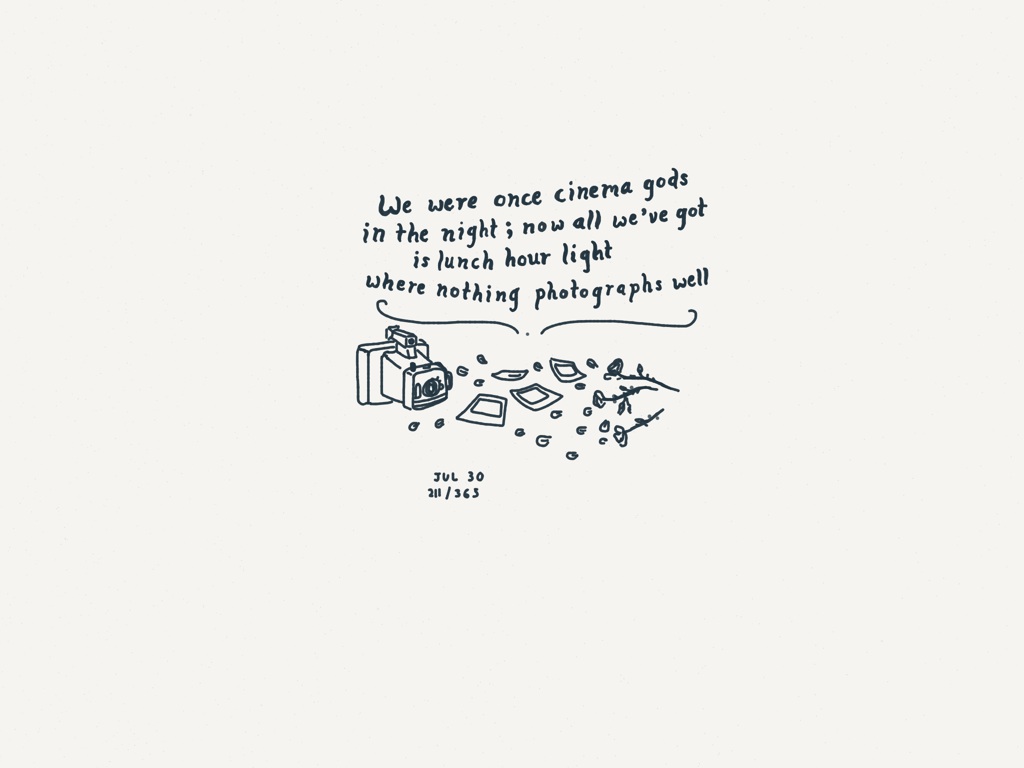 We were once cinema gods
in the night; now all we've got
is lunch hour light
where nothing photographs well
JUL 30
211/365